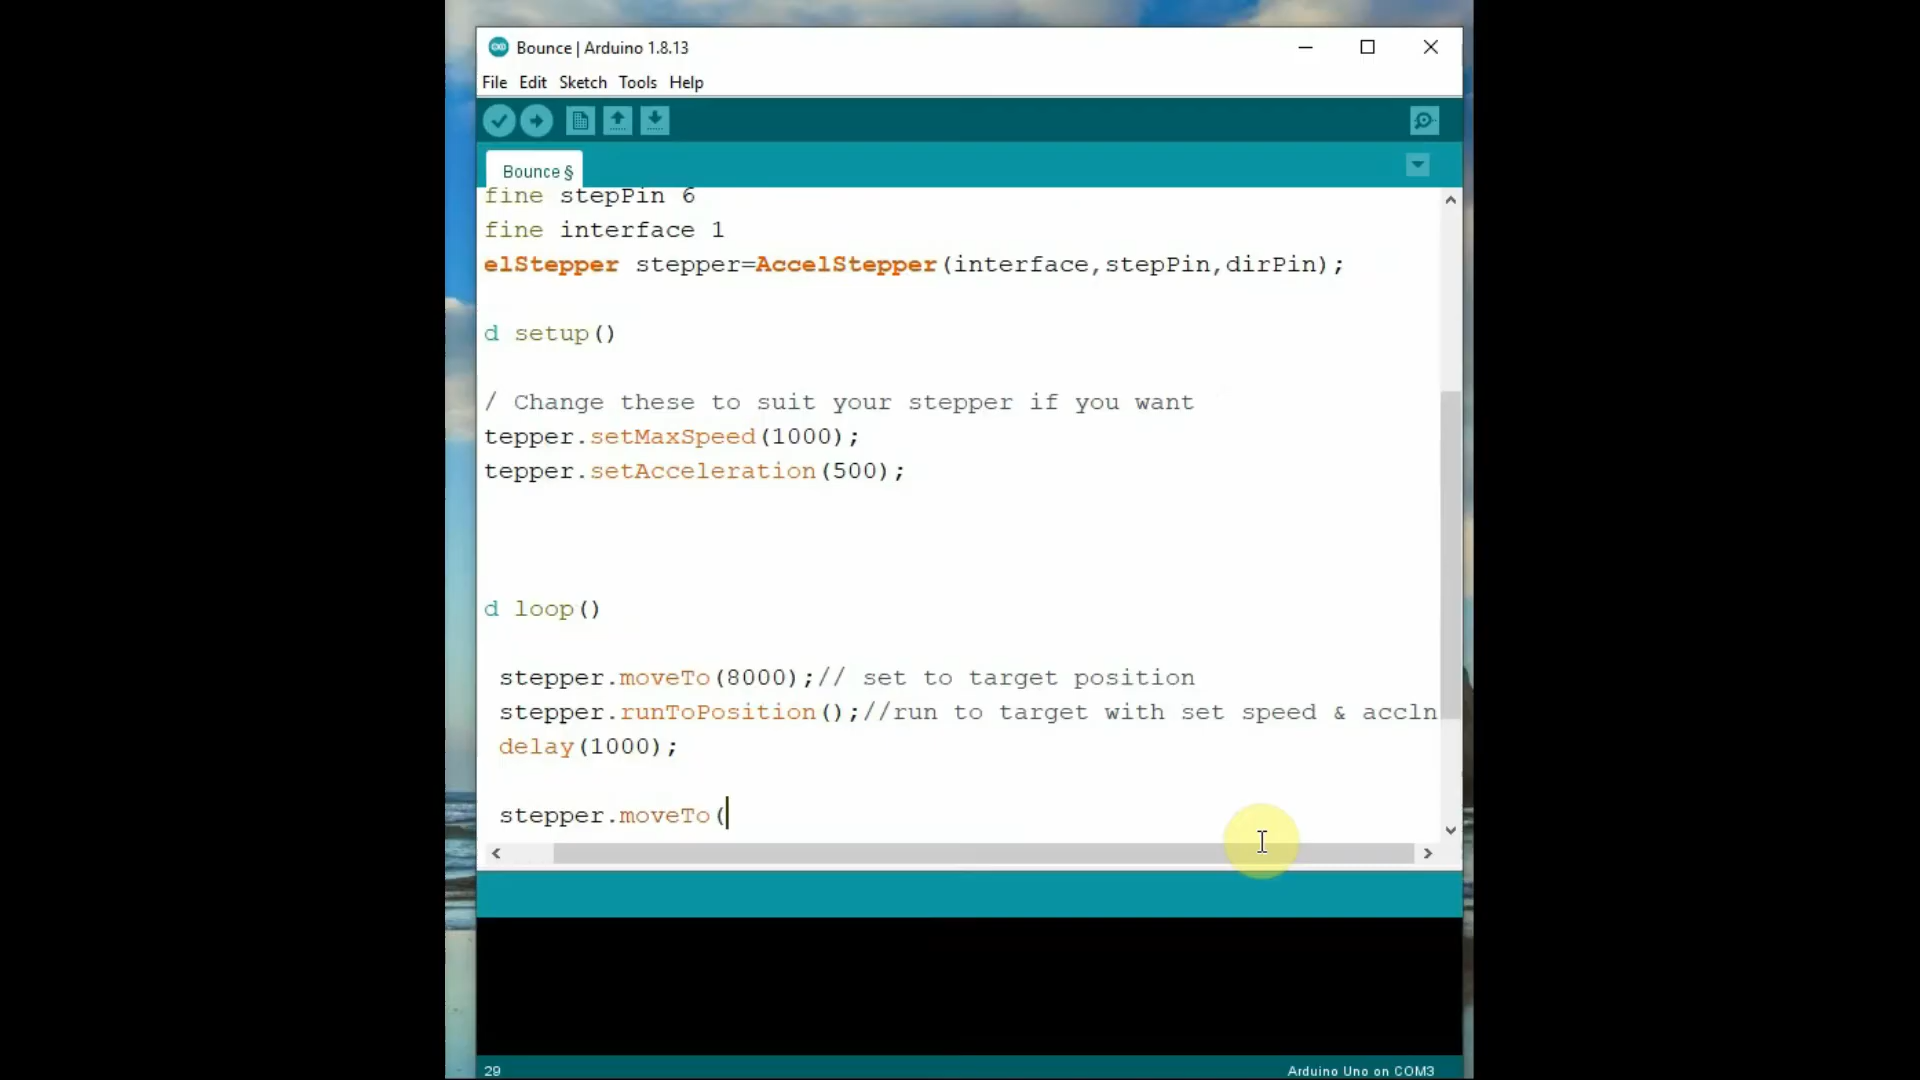 Bounce | Arduino 1.8.13
File Edit Sketch Tools Help
Bounce §
fine stepPin 6
fine interface 1
elStepper stepper=AccelStepper(interface,stepPin,dirPin);
d setup()
/ Change these to suit your stepper if you want
tepper.setMaxSpeed(1000);
tepper.setAcceleration(500);
d loop()
stepper.moveTo(8000);// set to target position
stepper.runToPosition();//run to target with set speed & accln
delay(1000);
stepper.moveTo(
29
Arduino Uno on COM3